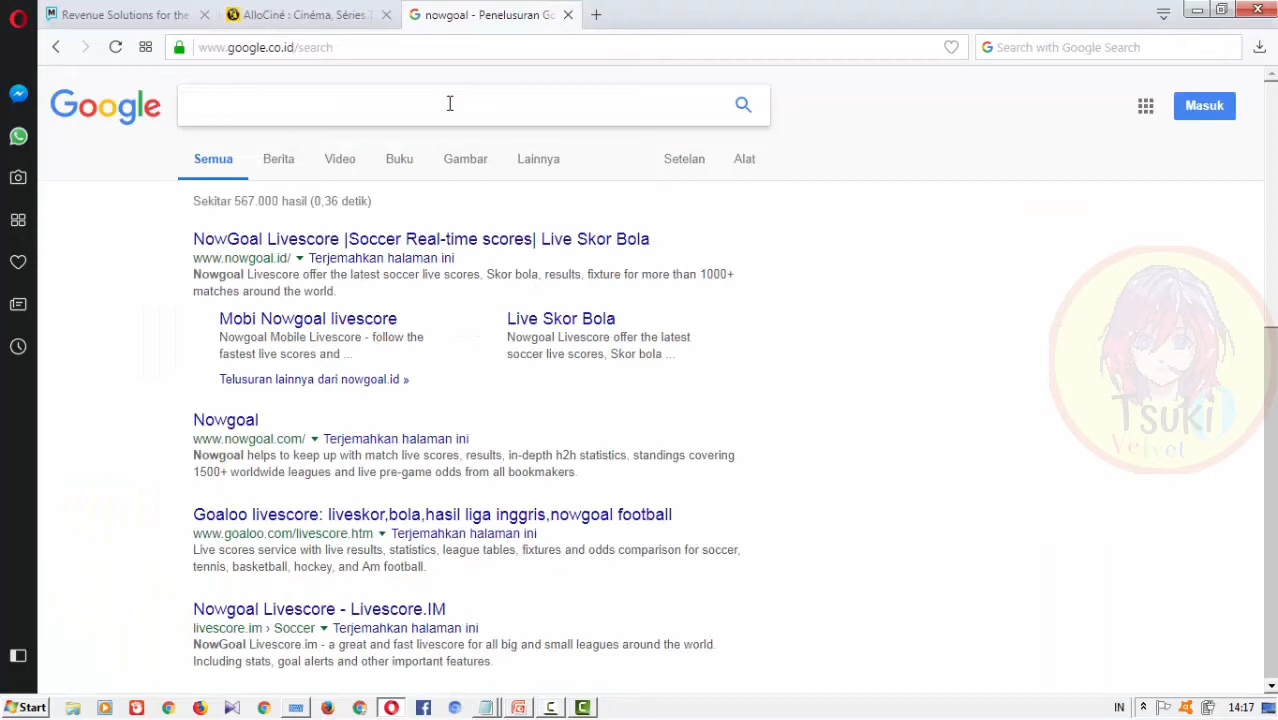 Revenue Solutions for the
AlloCiné : Cinéma, Séries T
nowgoal - Penelusuran Go
www.google.co.id/search
Search with Google Search
Google
Masuk
Semua
Berita
Video
Buku
Gambar
Lainnya
Setelan
Alat
Sekitar 567.000 hasil (0,36 detik)
NowGoal Livescore |Soccer Real-time scores| Live Skor Bola
www.nowgoal.id/ Terjemahkan halaman ini
Nowgoal Livescore offer the latest soccer live scores, Skor bola, results, fixture for more than 1000+
matches around the world.
Mobi Nowgoal livescore
Nowgoal Mobile Livescore - follow the
fastest live scores and ...
Live Skor Bola
Nowgoal Livescore offer the latest
soccer live scores, Skor bola ...
Telusuran lainnya dari nowgoal.id »
Nowgoal
www.nowgoal.com/ Terjemahkan halaman ini
Nowgoal helps to keep up with match live scores, results, in-depth h2h statistics, standings covering
1500+ worldwide leagues and live pre-game odds from all bookmakers.
Goaloo livescore: liveskor,bola,hasil liga inggris,nowgoal football
www.goaloo.com/livescore.htm Terjemahkan halaman ini
Live scores service with live results, statistics, league tables, fixtures and odds comparison for soccer,
tennis, basketball, hockey, and Am football.
Nowgoal Livescore - Livescore.IM
livescore.im › Soccer Terjemahkan halaman ini
NowGoal Livescore.im - a great and fast livescore for all big and small leagues around the world.
Including stats, goal alerts and other important features.
Tsuki
Velvet
Start
IN
14:17